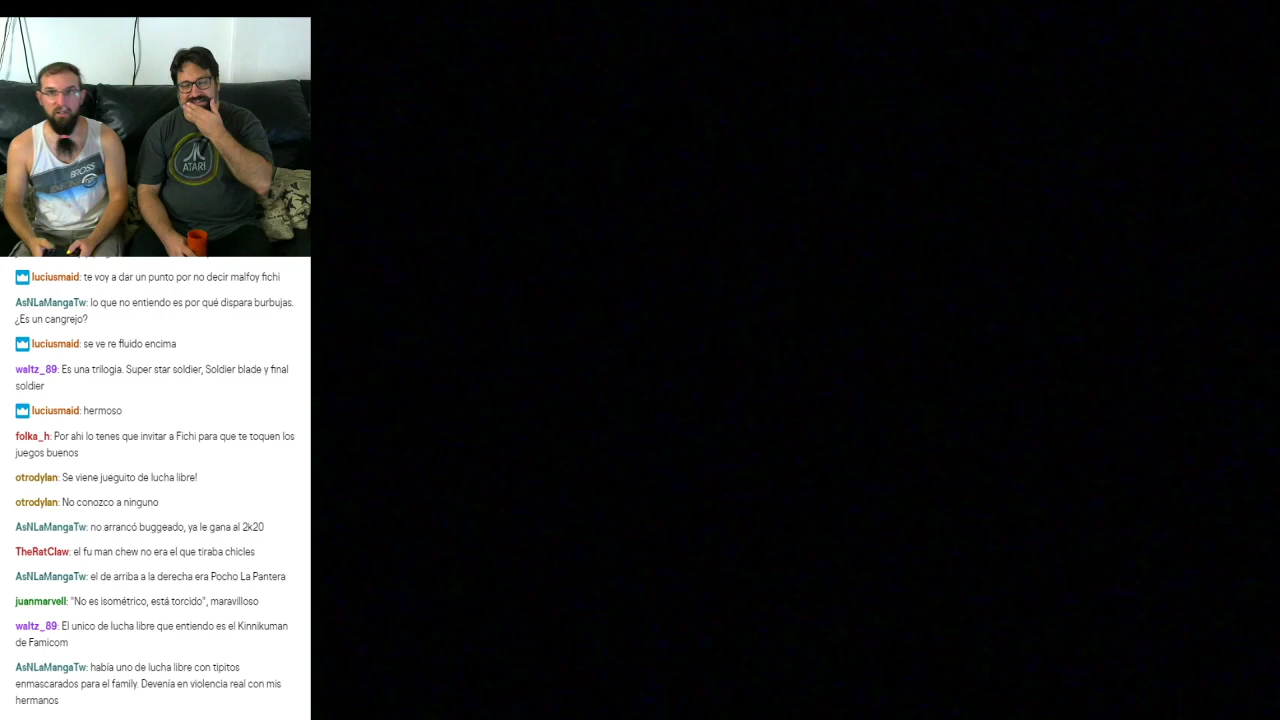 BROSS
ATARI
luciusmaid: te voy a dar un punto por no decir malfoy fichi
AsNLaMangaTw: lo que no entiendo es por qué dispara burbujas.
¿Es un cangrejo?
luciusmaid: se ve re fluido encima
waltz_89: Es una trilogia. Super star soldier, Soldier blade y final
soldier
luciusmaid: hermoso
folka_h: Por ahi lo tenes que invitar a Fichi para que te toquen los
juegos buenos
otrodylan: Se viene jueguito de lucha libre!
otrodylan: No conozco a ninguno
AsNLaMangaTw: no arrancó buggeado, ya le gana al 2k20
TheRatClaw: el fu man chew no era el que tiraba chicles
AsNLaMangaTw: el de arriba a la derecha era Pocho La Pantera
juanmarvell: "No es isométrico, está torcido", maravilloso
waltz_89: El unico de lucha libre que entiendo es el Kinnikuman
de Famicom
AsNLaMangaTw: había uno de lucha libre con tipitos
enmascarados para el family. Devenía en violencia real con mis
hermanos